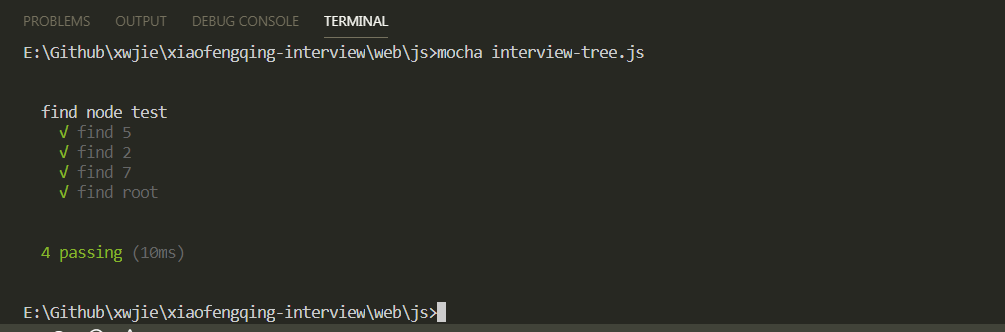 PROBLEMS OUTPUT DEBUG CONSOLE TERMINAL
E:\Github\xwjie\xiaofengqing-interview\web\js>mocha interview-tree.js
find node test
√ find 5
√ find 2
√ find 7
√ find root
4 passing (10ms)
E:\Github\xwjie\xiaofengqing-interview\web\js>